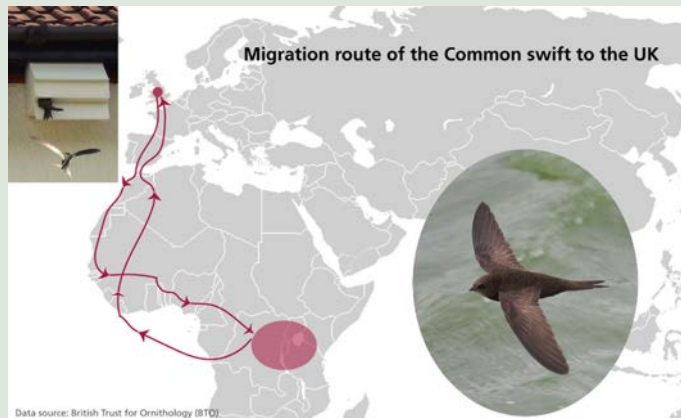 Migration route of the Common swift to the UK
Data source: British Trust for Ornithology (BTO)